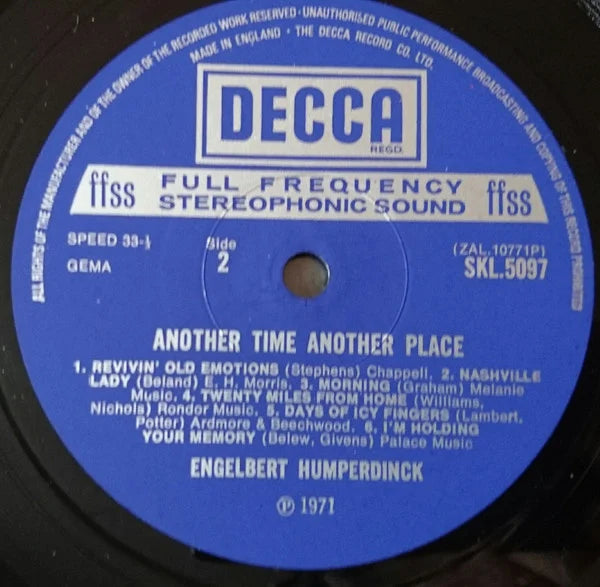 ALL RIGHTS OF THE MANUFACTURER AND OF THE OWNER OF THE RECORDED WORK RESERVED · UNAUTHORISED PUBLIC PERFORMANCE BROADCASTING AND COPYING OF THIS RECORD PROHIBITED
MADE IN ENGLAND · THE DECCA RECORD CO. LTD.
DECCA
REGD.
ffss FULL FREQUENCY ffss
STEREOPHONIC SOUND
SPEED 33-⅓ Side (ZAL.10771P)
GEMA 2 SKL.5097
ANOTHER TIME ANOTHER PLACE
1. REVIVIN' OLD EMOTIONS (Stephens) Chappell. 2. NASHVILLE
LADY (Beland) E. H. Morris. 3. MORNING (Graham) Melanie
Music. 4. TWENTY MILES FROM HOME (Williams,
Nichols) Rondor Music. 5. DAYS OF ICY FINGERS (Lambert,
Potter) Ardmore & Beechwood. 6. I'M HOLDING
YOUR MEMORY (Belew, Givens) Palace Music
ENGELBERT HUMPERDINCK
℗ 1971